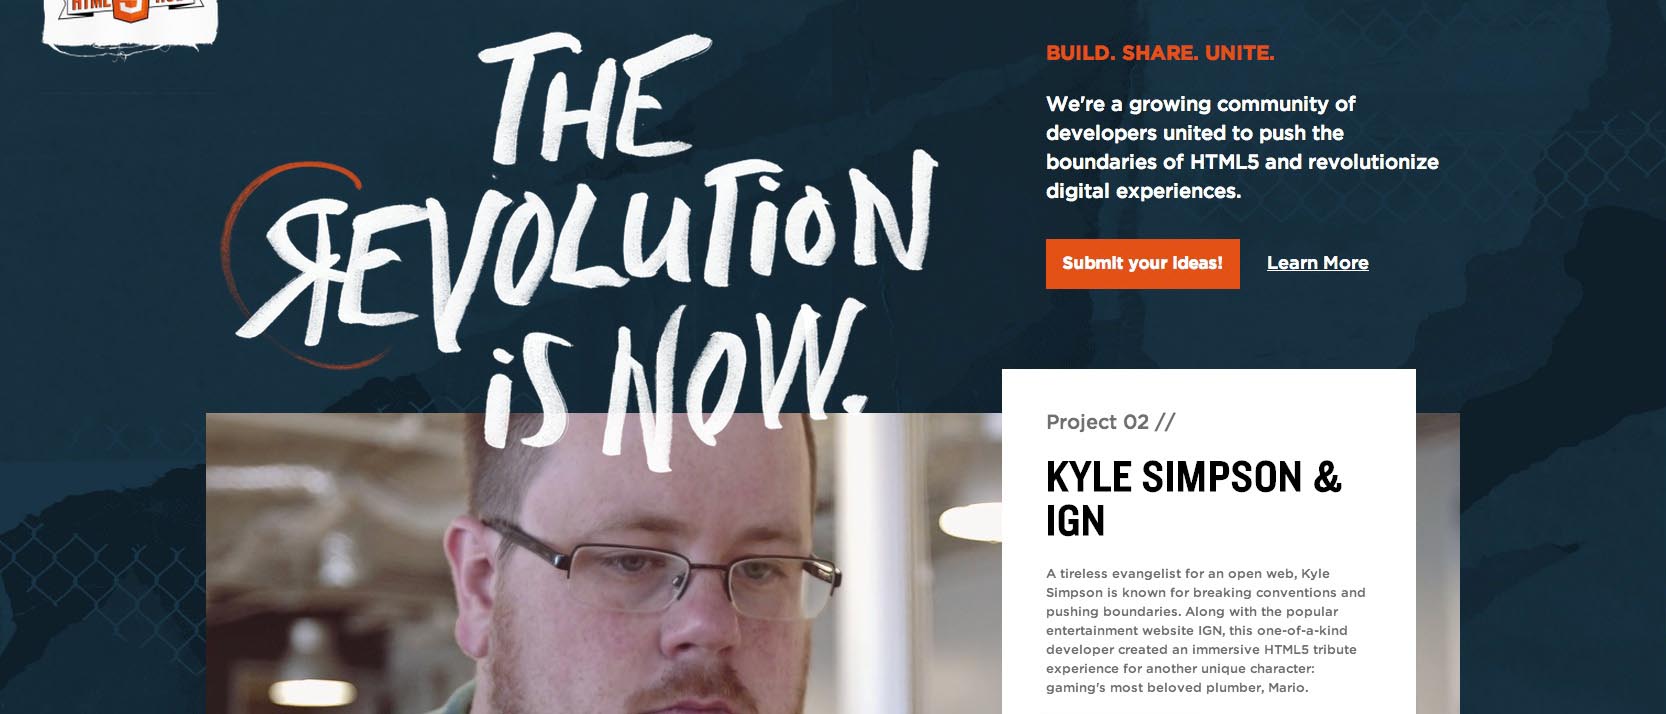 HTML 5
THE
REVOLUTION
iS NOW.
BUILD. SHARE. UNITE.
We're a growing community of
developers united to push the
boundaries of HTML5 and revolutionize
digital experiences.
Submit your ideas!
Learn More
Project 02 //
KYLE SIMPSON &
IGN
A tireless evangelist for an open web, Kyle
Simpson is known for breaking conventions and
pushing boundaries. Along with the popular
entertainment website IGN, this one-of-a-kind
developer created an immersive HTML5 tribute
experience for another unique character:
gaming's most beloved plumber, Mario.